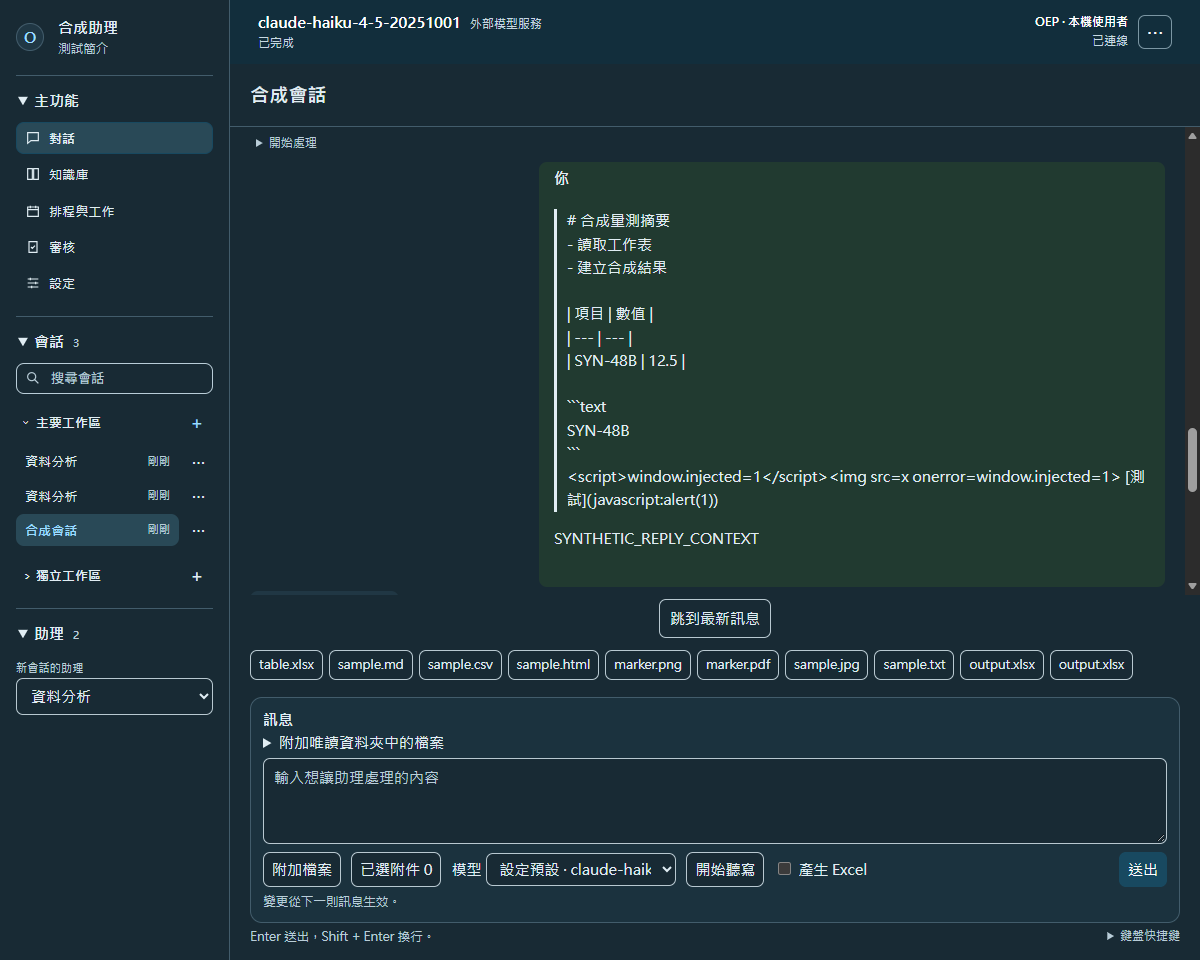 O
合成助理
測試簡介
▼ 主功能
對話
知識庫
排程與工作
審核
設定
▼ 會話 3
搜尋會話
主要工作區 +
資料分析 剛剛 ...
資料分析 剛剛 ...
合成會話 剛剛 ...
獨立工作區 +
▼ 助理 2
新會話的助理
資料分析
claude-haiku-4-5-20251001 外部模型服務
已完成
OEP · 本機使用者
已連線
...
合成會話
▶ 開始處理
你
# 合成量測摘要
- 讀取工作表
- 建立合成結果
| 項目 | 數值 |
| --- | --- |
| SYN-48B | 12.5 |
```text
SYN-48B
```
<script>window.injected=1</script><img src=x onerror=window.injected=1> [測
試](javascript:alert(1))
SYNTHETIC_REPLY_CONTEXT
跳到最新訊息
table.xlsx sample.md sample.csv sample.html marker.png marker.pdf sample.jpg sample.txt output.xlsx output.xlsx
訊息
▶ 附加唯讀資料夾中的檔案
輸入想讓助理處理的內容
附加檔案 已選附件 0 模型 設定預設 · claude-haik 開始聽寫 產生 Excel 送出
變更從下一則訊息生效。
Enter 送出，Shift + Enter 換行。 ▶ 鍵盤快捷鍵